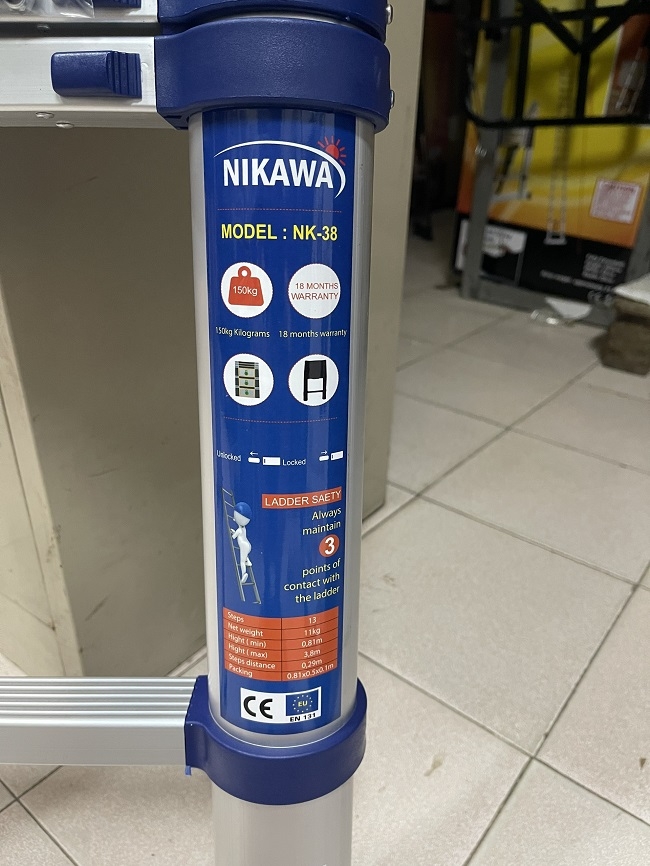 NIKAWA
MODEL : NK-38
150kg
18 MONTHS
WARRANTY
150kg Kilograms 18 months warranty
Unlocked Locked
LADDER SAETY
Always
maintain
3
points of
contact with
the ladder
Steps 13
Net weight 11kg
Hight ( min) 0.81m
Hight ( max) 3,8m
Steps distance 0,29m
Packing 0.81x0.5x0.1m
CE EU
EN 131